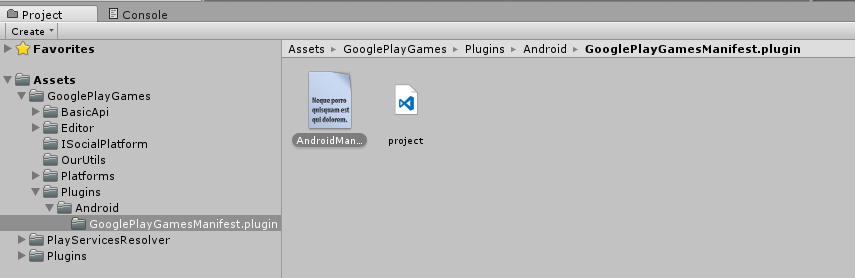 Project
Console
Create
Favorites
Assets
GooglePlayGames
BasicApi
Editor
ISocialPlatform
OurUtils
Platforms
Plugins
Android
GooglePlayGamesManifest.plugin
PlayServicesResolver
Plugins
Assets GooglePlayGames Plugins Android GooglePlayGamesManifest.plugin
Neque porro
quisquam est
qui dolorem.
AndroidMan...
project